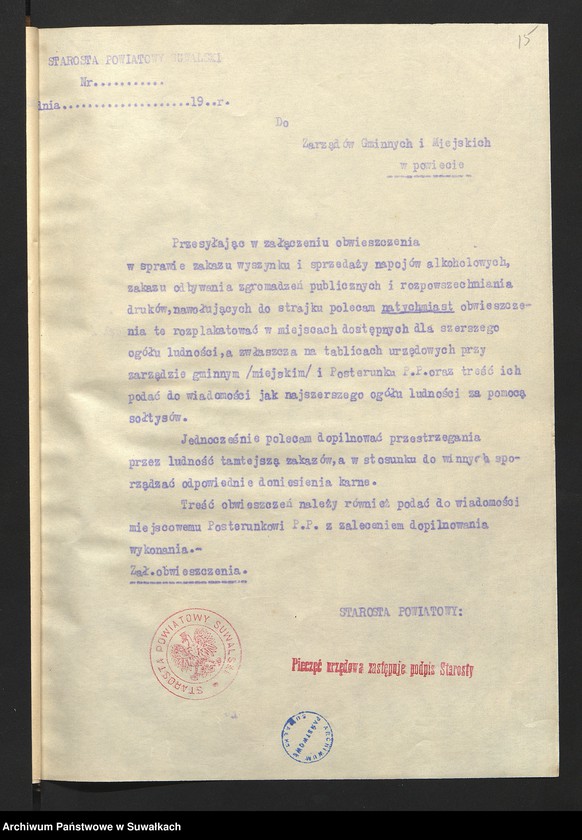 15
STAROSTA POWIATOWY SUWALSKI
Nr...........
dnia.....................19..r.
Do
Zarządów Gminnych i Miejskich
w powiecie
Przesyłając w załączeniu obwieszczenia
w sprawie zakazu wyszynku i sprzedaży napojów alkoholowych,
zakazu odbywania zgromadzeń publicznych i rozpowszechniania
druków,nawołujących do strajku polecam natychmiast obwieszcze-
nia te rozplakatować w miejscach dostępnych dla szerszego
ogółu ludności,a zwłaszcza na tablicach urzędowych przy
zarządzie gminnym /miejskim/ i Posterunku P.P.oraz treść ich
podać do wiadomości jak najszerszego ogółu ludności za pomocą
sołtysów.
Jednocześnie polecam dopilnować przestrzegania
przez ludność tamtejszą zakazów,a w stosunku do winnych spo-
rządzać odpowiednie doniesienia karne.
Treść obwieszczeń należy również podać do wiadomości
miejscowemu Posterunkowi P.P. z zaleceniem dopilnowania
wykonania.-
Zał.obwieszczenia.
STAROSTA POWIATOWY:
STAROSTA POWIATOWY SUWALSKI
Pieczęć urzędowa zastępuje podpis Starosty
ARCHIWUM PAŃSTWOWE
Archiwum Państwowe w Suwałkach